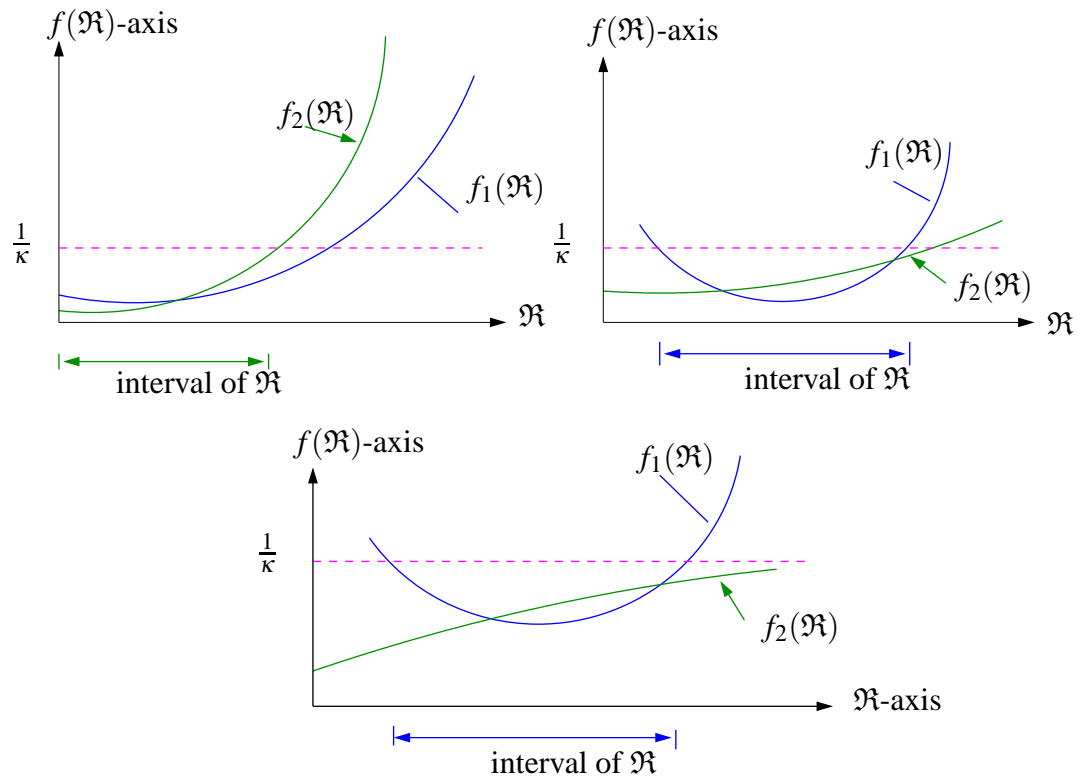 f(ℜ)-axis
f₂(ℜ)
f₁(ℜ)
1/κ
ℜ
interval of ℜ
f(ℜ)-axis
f₁(ℜ)
1/κ
f₂(ℜ)
ℜ
interval of ℜ
f(ℜ)-axis
f₁(ℜ)
1/κ
f₂(ℜ)
ℜ-axis
interval of ℜ